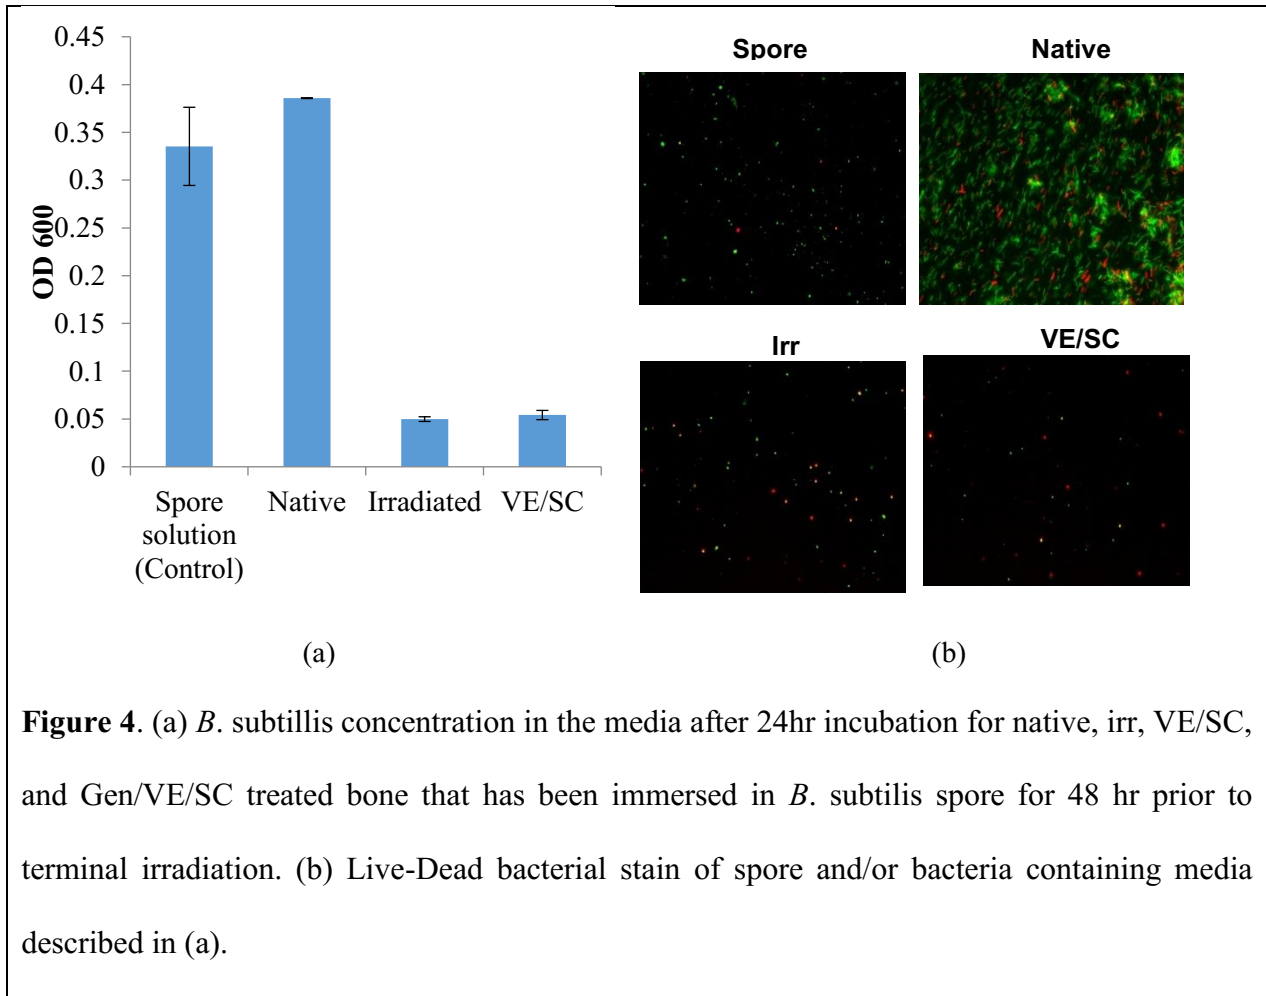 0.45
0.4
0.35
0.3
0.25
0.2
0.15
0.1
0.05
0
OD 600
Spore solution (Control)
Native
Irradiated
VE/SC
(a)
Spore
Native
Irr
VE/SC
(b)
Figure 4. (a) B. subtillis concentration in the media after 24hr incubation for native, irr, VE/SC,
and Gen/VE/SC treated bone that has been immersed in B. subtilis spore for 48 hr prior to
terminal irradiation. (b) Live-Dead bacterial stain of spore and/or bacteria containing media
described in (a).